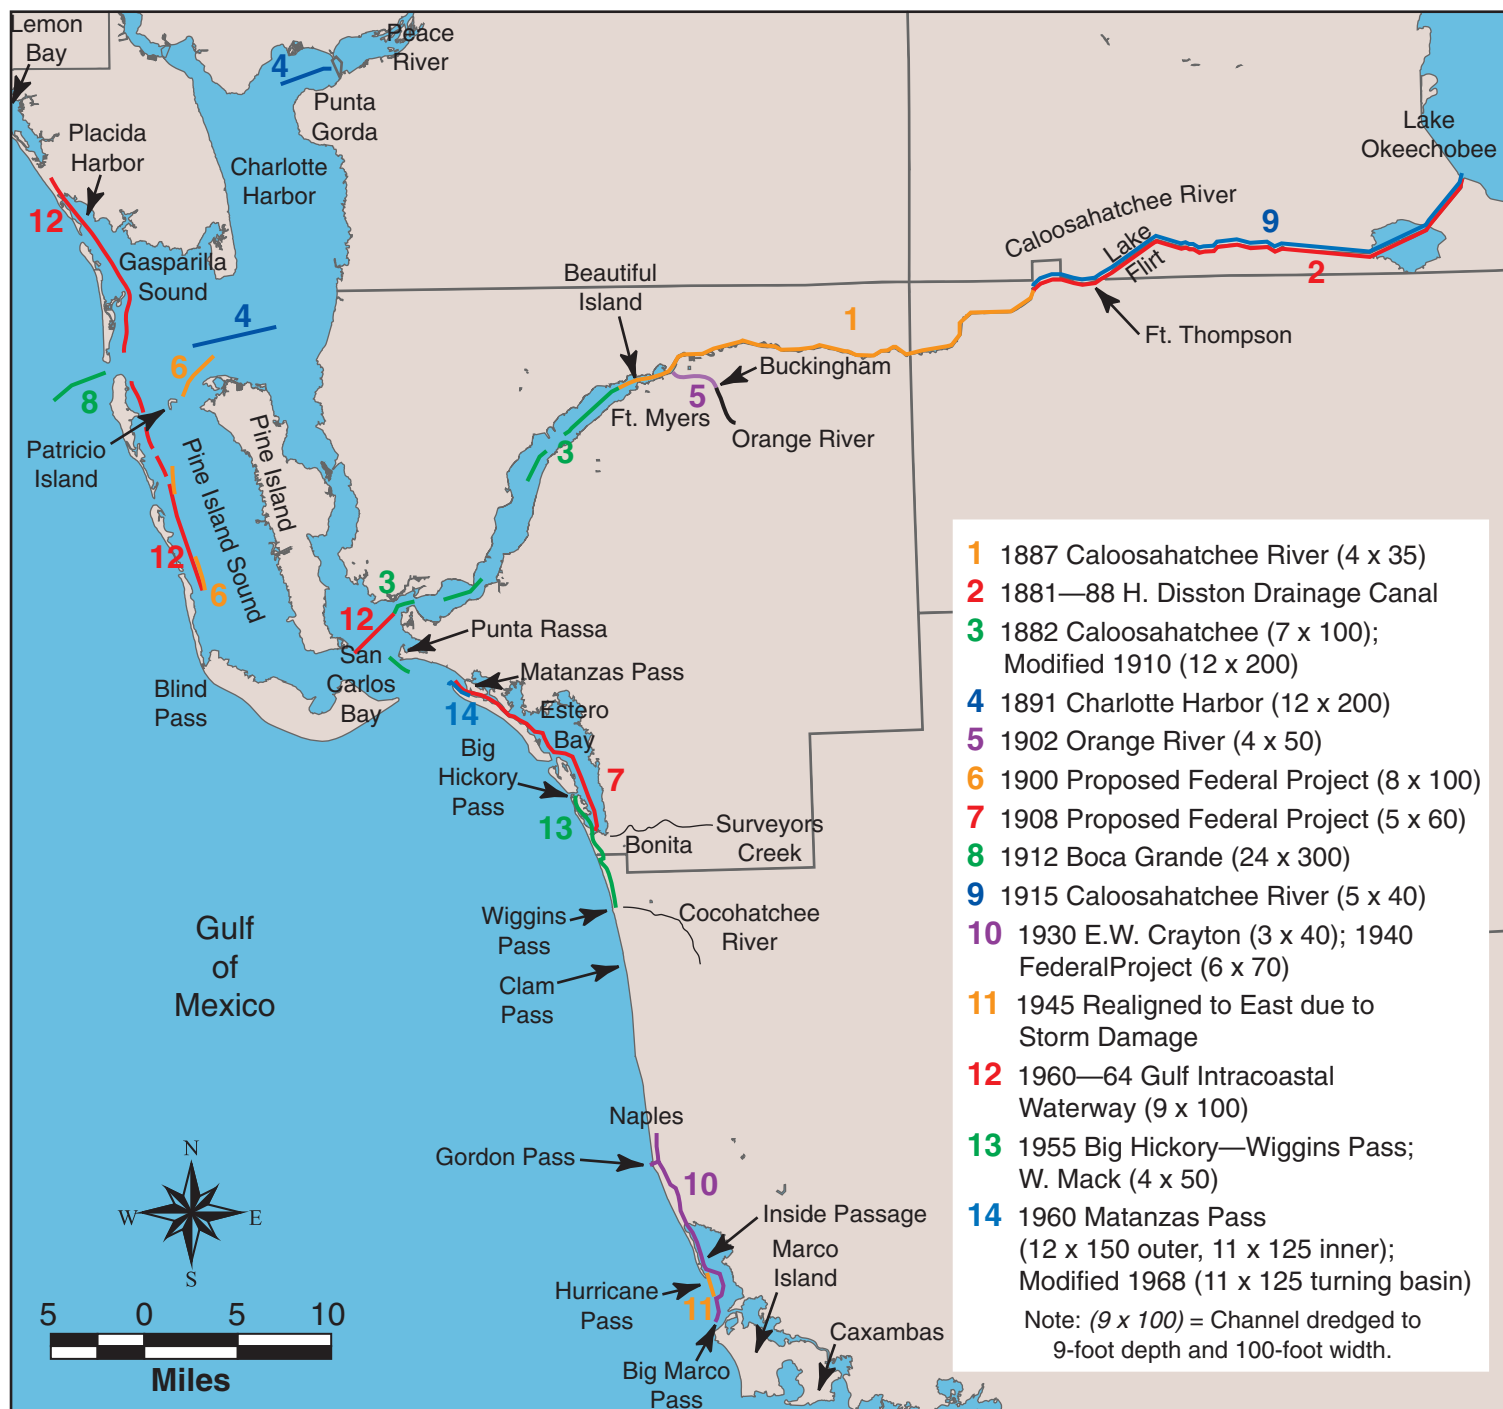 Lemon
Bay
Peace
River
4
Punta
Gorda
Placida
Harbor
Charlotte
Harbor
12
Gasparilla
Sound
4
6
8
Patricio
Island
Pine Island Sound
Pine Island
12
6
Lake
Okeechobee
Caloosahatchee River
Lake
Flirt
9
2
Ft. Thompson
Beautiful
Island
1
Buckingham
5
Ft. Myers
Orange River
3
3
12
Punta Rassa
San
Carlos
Bay
Blind
Pass
Matanzas Pass
14
Estero
Bay
Big
Hickory
Pass
7
13
Surveyors
Creek
Bonita
Wiggins
Pass
Cocohatchee
River
Clam
Pass
Gulf
of
Mexico
Naples
Gordon Pass
10
Inside Passage
Marco
Island
Hurricane
Pass
11
Caxambas
Big Marco
Pass
N
W
E
S
5 0 5 10
Miles
1 1887 Caloosahatchee River (4 x 35)
2 1881—88 H. Disston Drainage Canal
3 1882 Caloosahatchee (7 x 100);
Modified 1910 (12 x 200)
4 1891 Charlotte Harbor (12 x 200)
5 1902 Orange River (4 x 50)
6 1900 Proposed Federal Project (8 x 100)
7 1908 Proposed Federal Project (5 x 60)
8 1912 Boca Grande (24 x 300)
9 1915 Caloosahatchee River (5 x 40)
10 1930 E.W. Crayton (3 x 40); 1940
FederalProject (6 x 70)
11 1945 Realigned to East due to
Storm Damage
12 1960—64 Gulf Intracoastal
Waterway (9 x 100)
13 1955 Big Hickory—Wiggins Pass;
W. Mack (4 x 50)
14 1960 Matanzas Pass
(12 x 150 outer, 11 x 125 inner);
Modified 1968 (11 x 125 turning basin)
Note: (9 x 100) = Channel dredged to
9-foot depth and 100-foot width.